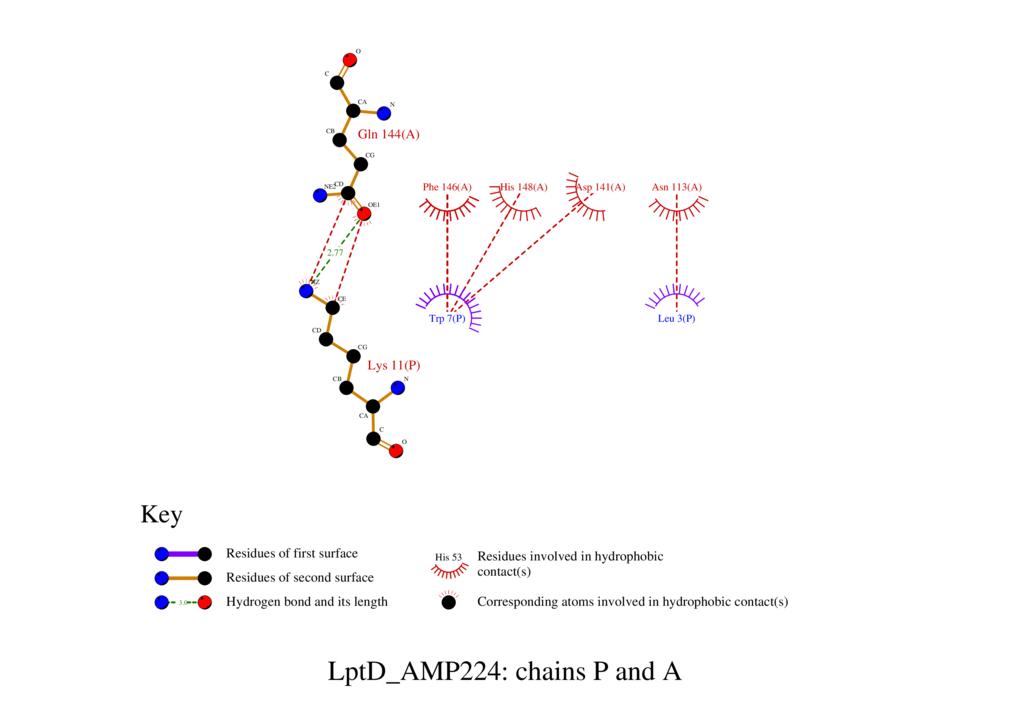 O
C
CA
N
CB
Gln 144(A)
CG
NE2
CD
OE1
Phe 146(A)
His 148(A)
Asp 141(A)
Asn 113(A)
2.77
NZ
CE
Trp 7(P)
Leu 3(P)
CD
CG
Lys 11(P)
CB
N
CA
C
O
Key
Residues of first surface
Residues of second surface
3.0
Hydrogen bond and its length
His 53
Residues involved in hydrophobic
contact(s)
Corresponding atoms involved in hydrophobic contact(s)
LptD_AMP224: chains P and A